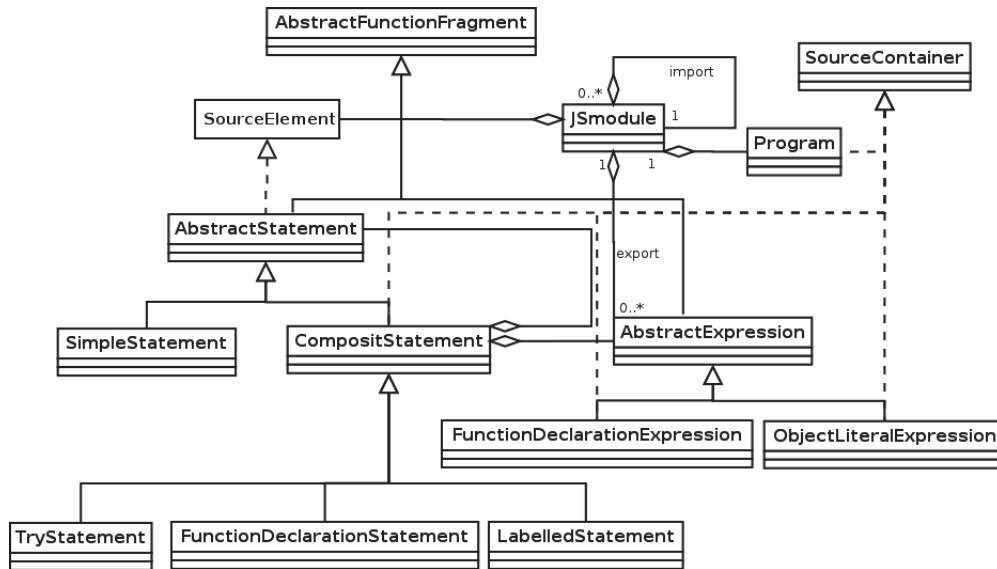 AbstractFunctionFragment
SourceContainer
import
0..*
JSmodule
1
SourceElement
Program
1
1
AbstractStatement
export
0..*
SimpleStatement
CompositStatement
AbstractExpression
FunctionDeclarationExpression
ObjectLiteralExpression
TryStatement
FunctionDeclarationStatement
LabelledStatement